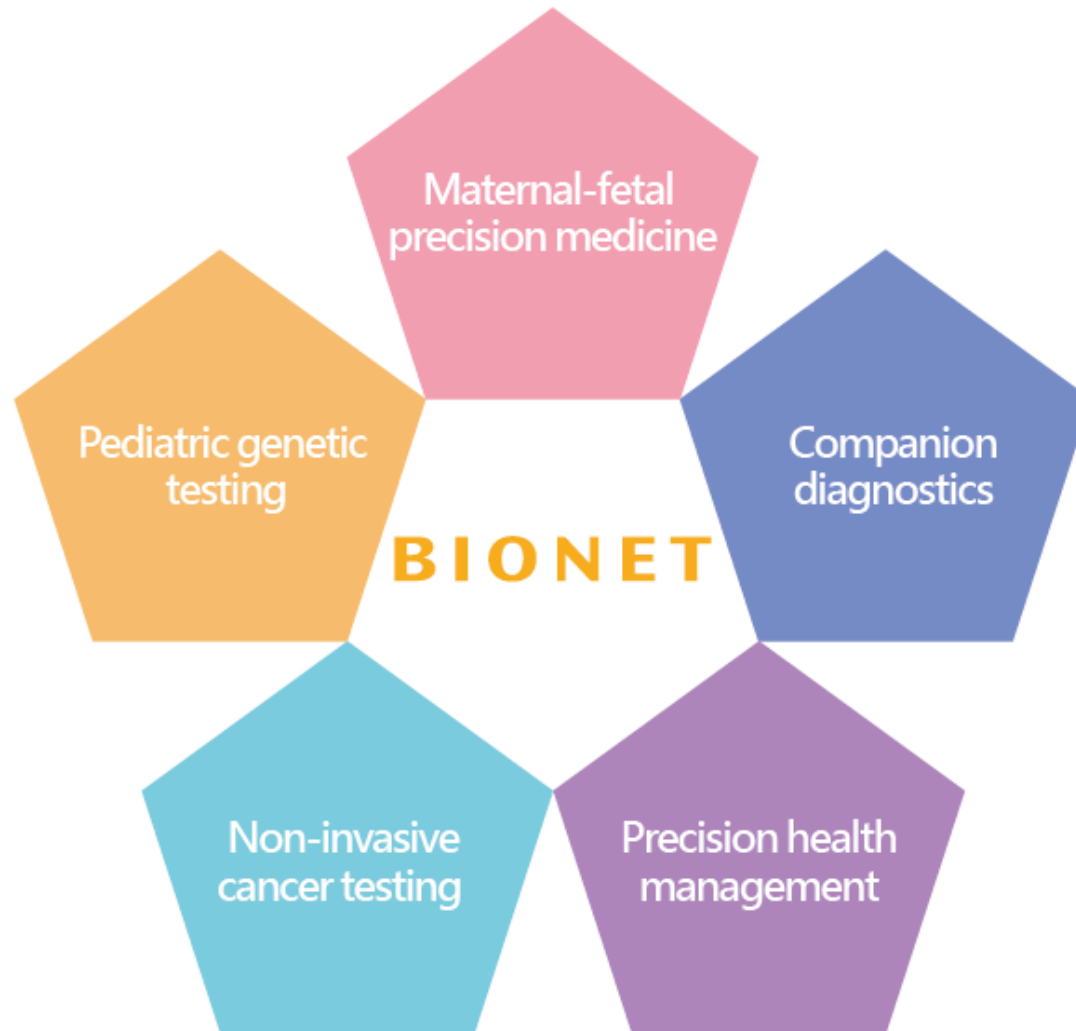 Maternal-fetal
precision medicine
Pediatric genetic
testing
Companion
diagnostics
BIONET
Non-invasive
cancer testing
Precision health
management